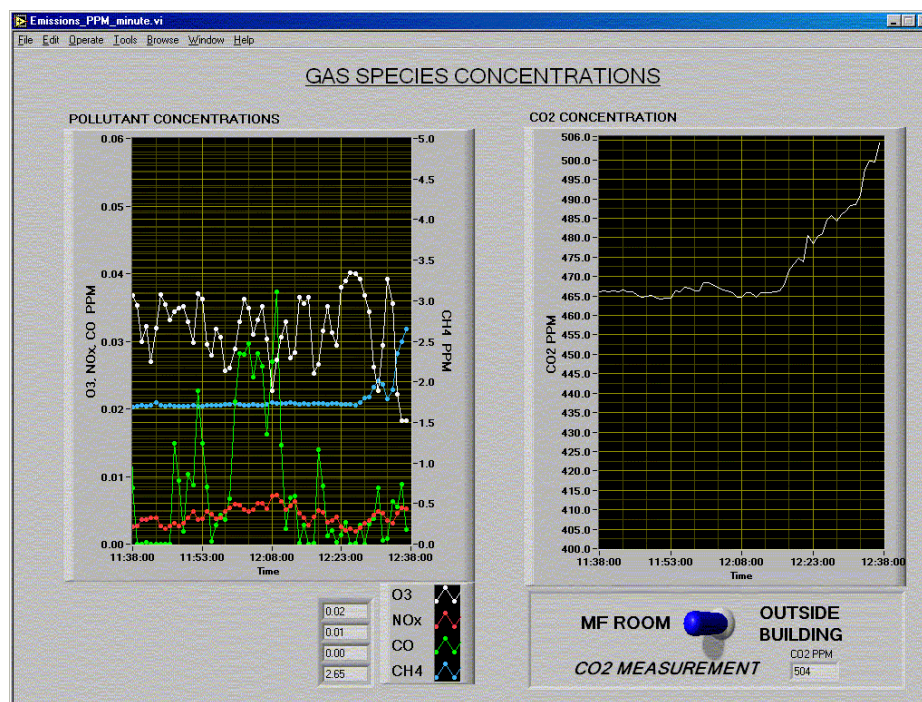 Emissions_PPM_minute.vi
File Edit Operate Tools Browse Window Help
GAS SPECIES CONCENTRATIONS
POLLUTANT CONCENTRATIONS
0.06
0.05
0.04
0.03
0.02
0.01
0.00
O3, NOx, CO PPM
5.0
4.5
4.0
3.5
3.0
2.5
2.0
1.5
1.0
0.5
0.0
CH4 PPM
11:38:00 11:53:00 12:08:00 12:23:00 12:38:00
Time
0.02
0.01
0.00
2.65
O3
NOx
CO
CH4
CO2 CONCENTRATION
506.0
500.0
495.0
490.0
485.0
480.0
475.0
470.0
465.0
460.0
455.0
450.0
445.0
440.0
435.0
430.0
425.0
420.0
415.0
410.0
405.0
400.0
CO2 PPM
11:38:00 11:53:00 12:08:00 12:23:00 12:38:00
Time
MF ROOM
OUTSIDE
BUILDING
CO2 MEASUREMENT
CO2 PPM
504